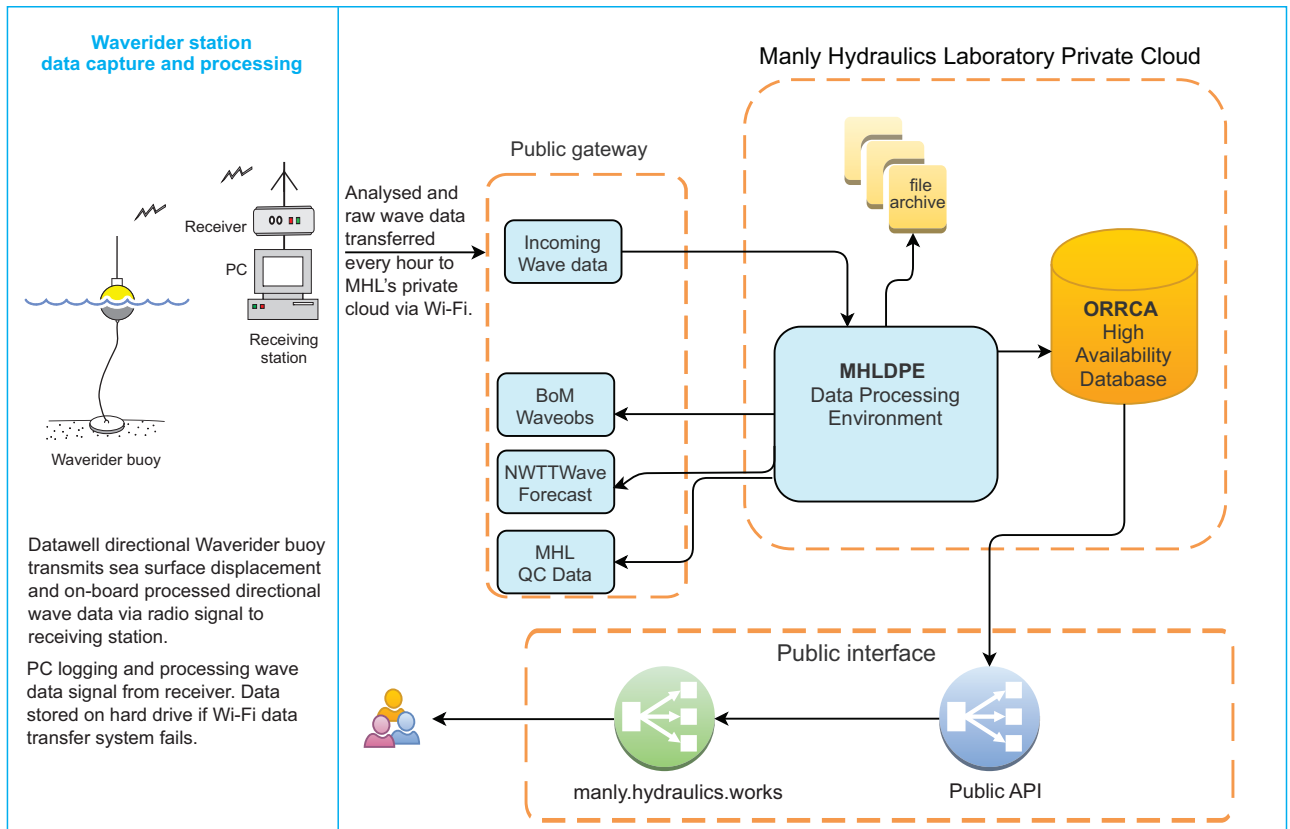 Waverider station
data capture and processing
Receiver
PC
Receiving
station
Waverider buoy
Datawell directional Waverider buoy
transmits sea surface displacement
and on-board processed directional
wave data via radio signal to
receiving station.
PC logging and processing wave
data signal from receiver. Data
stored on hard drive if Wi-Fi data
transfer system fails.
Analysed and
raw wave data
transferred
every hour to
MHL's private
cloud via Wi-Fi.
Public gateway
Incoming
Wave data
BoM
Waveobs
NWTTWave
Forecast
MHL
QC Data
Manly Hydraulics Laboratory Private Cloud
file
archive
MHLDPE
Data Processing
Environment
ORRCA
High
Availability
Database
Public interface
manly.hydraulics.works
Public API